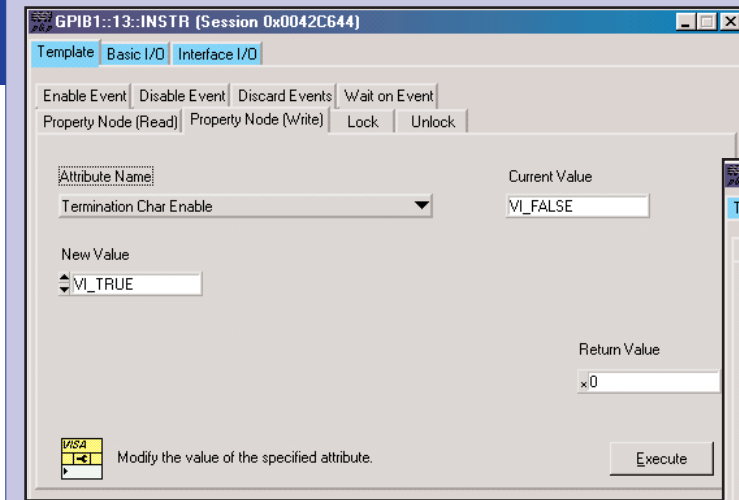 GPIB1::13::INSTR (Session 0x0042C644)
Template Basic I/O Interface I/O
Enable Event Disable Event Discard Events Wait on Event
Property Node (Read) Property Node (Write) Lock Unlock
Attribute Name Current Value
Termination Char Enable VI_FALSE
New Value
VI_TRUE
Return Value
x 0
VISA
Modify the value of the specified attribute. Execute